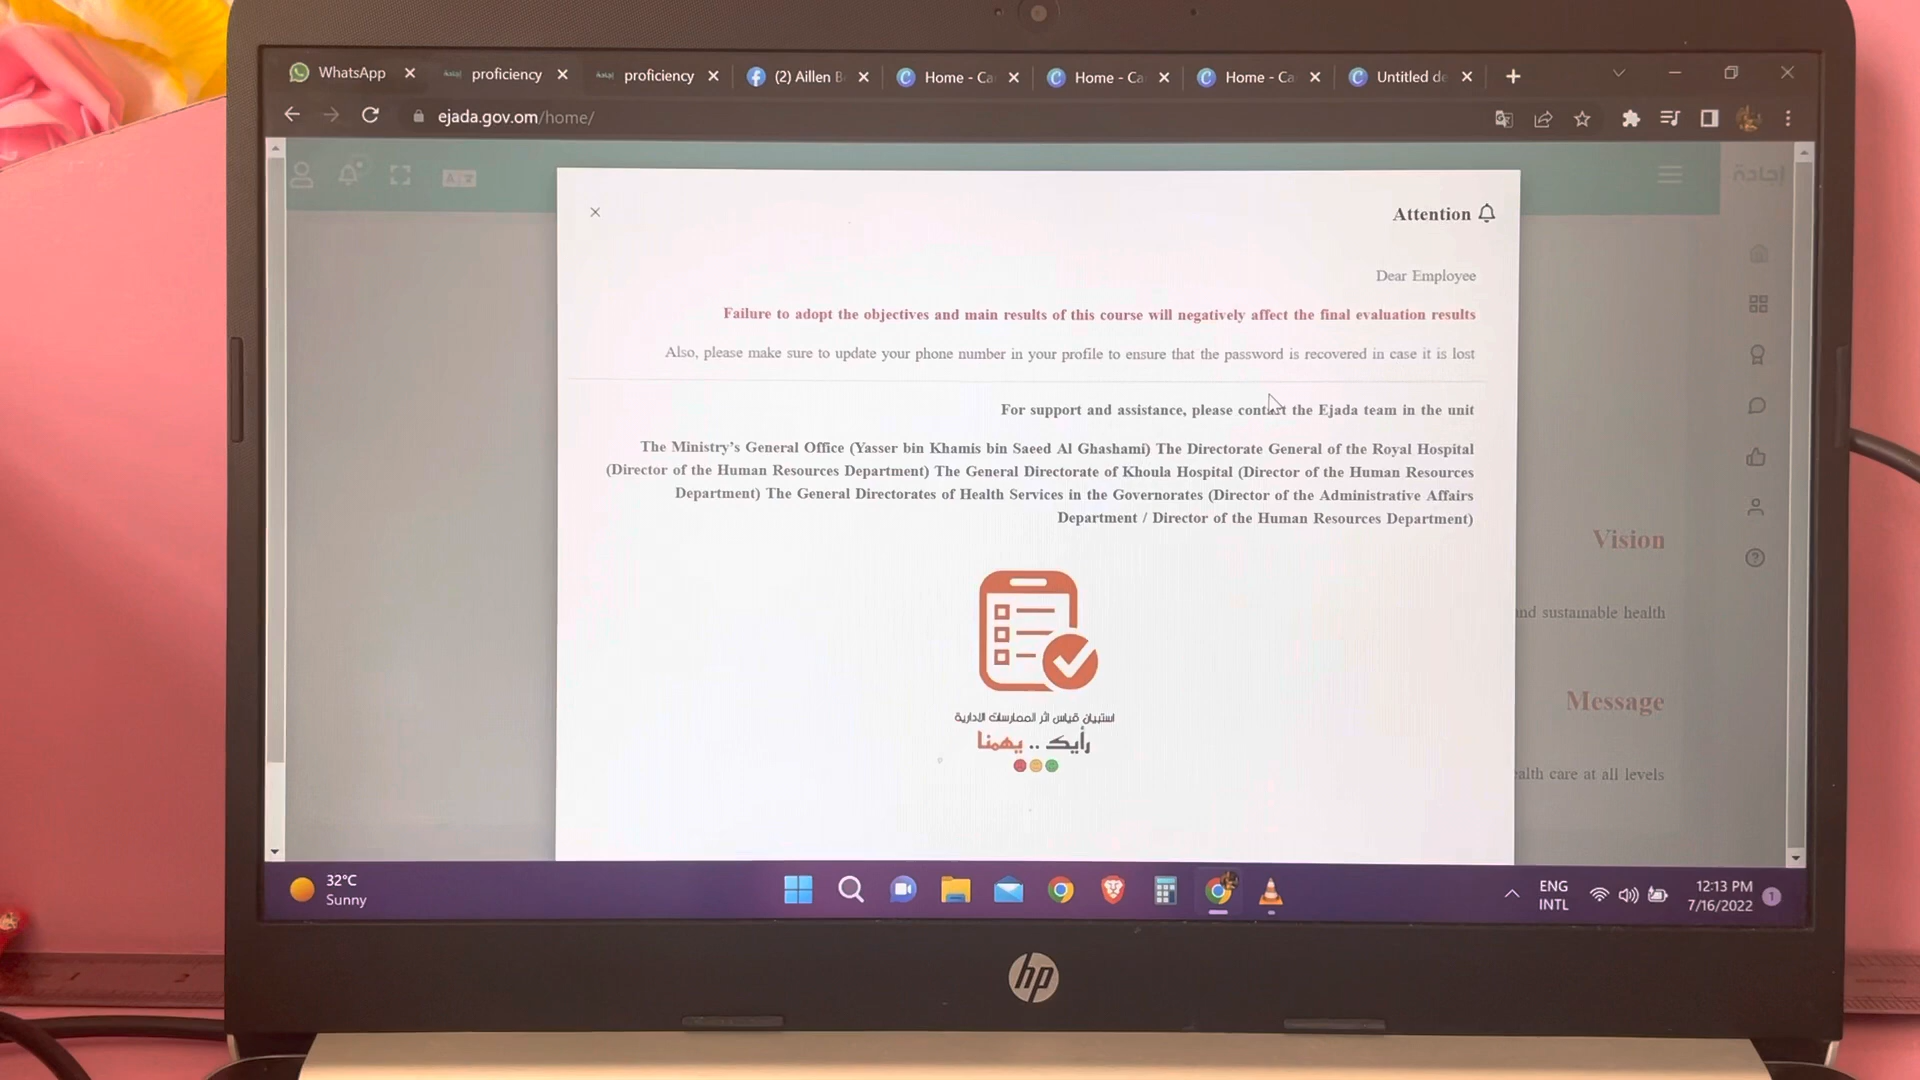 WhatsApp
proficiency
proficiency
(2) Aillen B
Home - Ca
Home - Ca
Home - Ca
Untitled de
ejada.gov.om/home/
إجادة
Attention
Dear Employee
Failure to adopt the objectives and main results of this course will negatively affect the final evaluation results
Also, please make sure to update your phone number in your profile to ensure that the password is recovered in case it is lost
For support and assistance, please contact the Ejada team in the unit
The Ministry's General Office (Yasser bin Khamis bin Saeed Al Ghashami) The Directorate General of the Royal Hospital
(Director of the Human Resources Department) The General Directorate of Khoula Hospital (Director of the Human Resources
Department) The General Directorates of Health Services in the Governorates (Director of the Administrative Affairs
Department / Director of the Human Resources Department)
Vision
and sustainable health
Message
health care at all levels
استبيان قياس اثر الممارسات الادارية
رأيك .. يهمنا
32°C
Sunny
ENG
INTL
12:13 PM
7/16/2022
1
hp